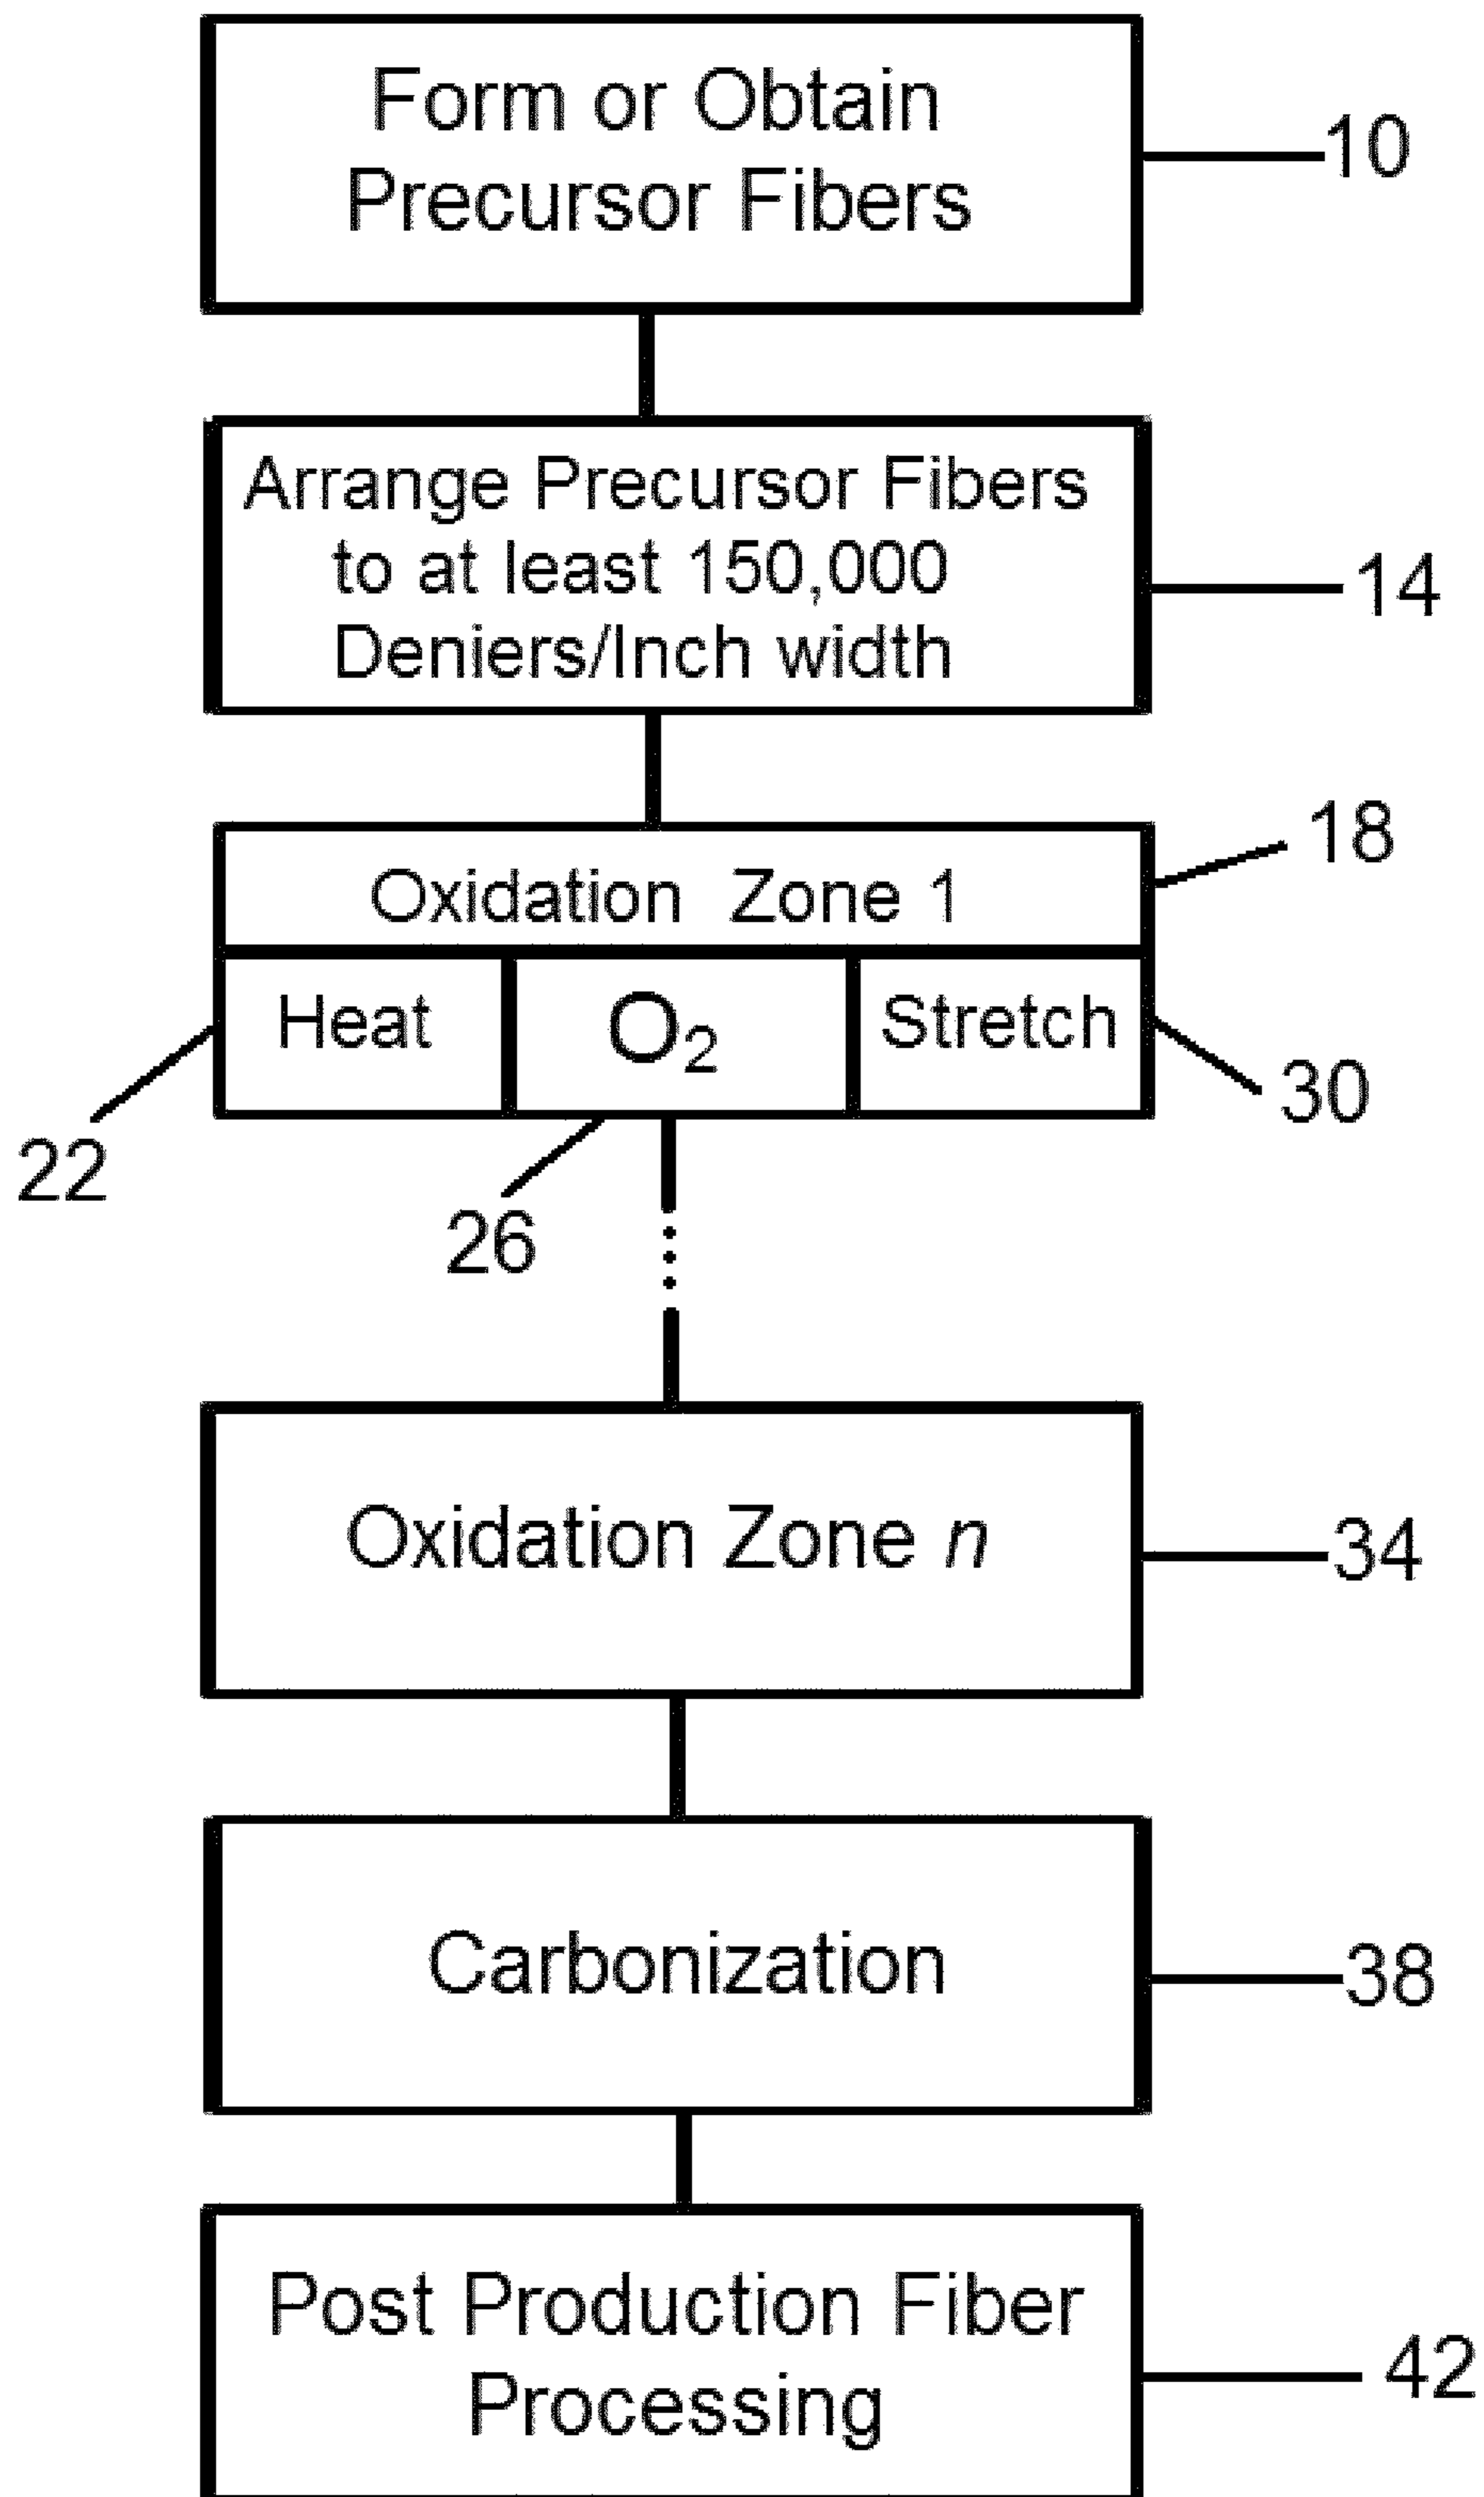 Form or Obtain
Precursor Fibers
10
Arrange Precursor Fibers
to at least 150,000
Deniers/Inch width
14
18
Oxidation Zone 1
Heat
O₂
Stretch
30
22
26
Oxidation Zone n
34
Carbonization
38
Post Production Fiber
Processing
42